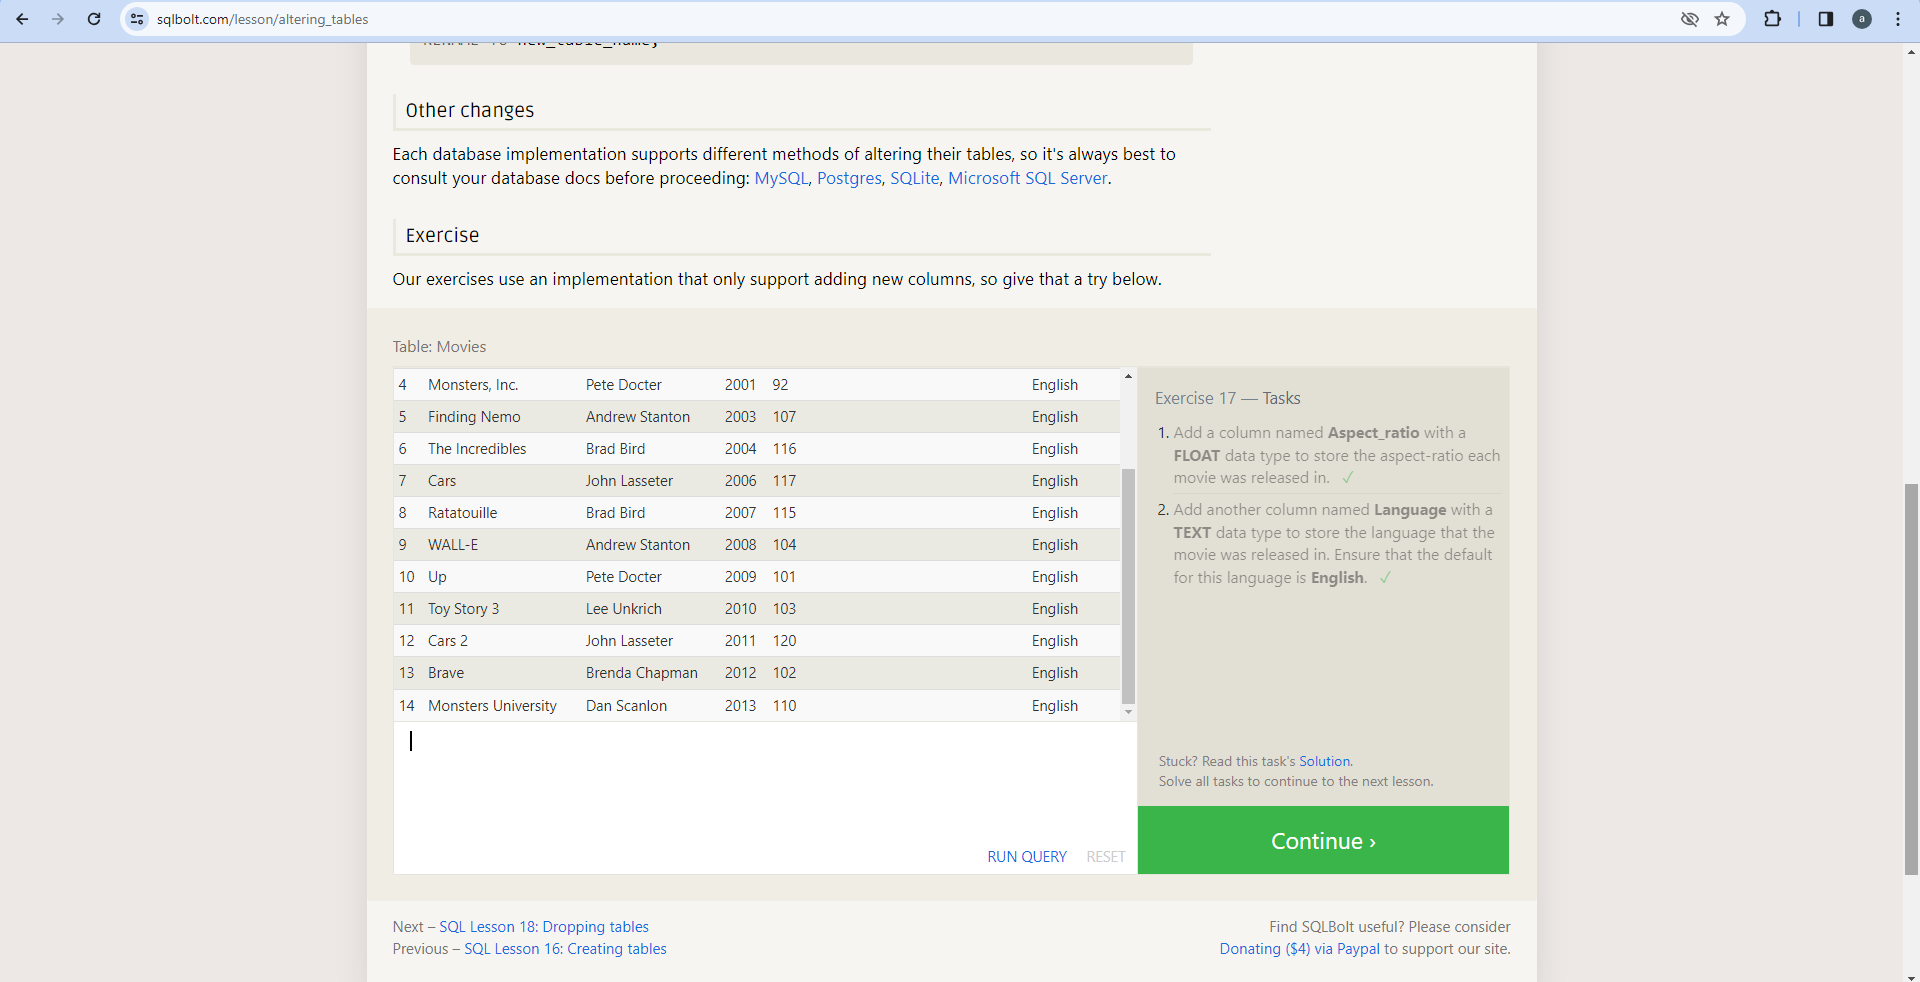 sqlbolt.com/lesson/altering_tables
a
RENAME TO new_table_name;
Other changes
Each database implementation supports different methods of altering their tables, so it's always best to
consult your database docs before proceeding: MySQL, Postgres, SQLite, Microsoft SQL Server.
Exercise
Our exercises use an implementation that only support adding new columns, so give that a try below.
Table: Movies
4 Monsters, Inc. Pete Docter 2001 92 English
5 Finding Nemo Andrew Stanton 2003 107 English
6 The Incredibles Brad Bird 2004 116 English
7 Cars John Lasseter 2006 117 English
8 Ratatouille Brad Bird 2007 115 English
9 WALL-E Andrew Stanton 2008 104 English
10 Up Pete Docter 2009 101 English
11 Toy Story 3 Lee Unkrich 2010 103 English
12 Cars 2 John Lasseter 2011 120 English
13 Brave Brenda Chapman 2012 102 English
14 Monsters University Dan Scanlon 2013 110 English
RUN QUERY RESET
Exercise 17 — Tasks
1. Add a column named Aspect_ratio with a
FLOAT data type to store the aspect-ratio each
movie was released in. ✓
2. Add another column named Language with a
TEXT data type to store the language that the
movie was released in. Ensure that the default
for this language is English. ✓
Stuck? Read this task's Solution.
Solve all tasks to continue to the next lesson.
Continue ›
Next – SQL Lesson 18: Dropping tables
Previous – SQL Lesson 16: Creating tables
Find SQLBolt useful? Please consider
Donating ($4) via Paypal to support our site.